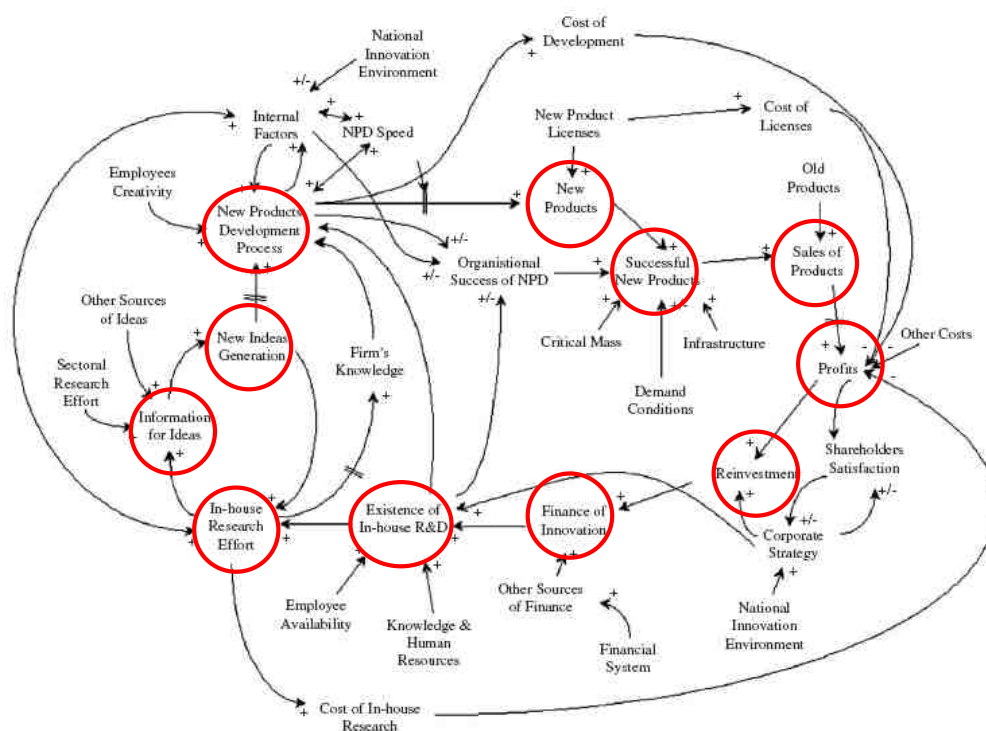 Cost of
of Development
National
Innovation
Environment
+
+/-
+
Internal
Factors
+
NPD Speed
+
+
+
New Product
Licenses
+
Cost of
Licenses
Employees
Creativity
+
+
+
New Products
Development
Process
+
+
New
Products
Old
Products
+
+/-
+/-
Organistional
Success of NPD
+/-
+
+
Successful
New Products
+/-
+
+
Sales of
Products
Other Sources
of Ideas
+
+
New Indeas
Generation
Firm's
Knowledge
+
+
Critical Mass
+
Infrastructure
+
-
-
-
Other Costs
Profits
Sectoral
Research
Effort
+
Information
for Ideas
+
Demand
Conditions
Shareholders
Satisfaction
+
Reinvestment
+
+/-
+/-
Corporate
Strategy
+
In-house
Research
Effort
+
+
+
Existence of
In-house R&D
+
+
+
+
Finance of
Innovation
+
+
Employee
Availability
Knowledge &
Human
Resources
Other Sources
of Finance
+
Financial
System
National
Innovation
Environment
+
Cost of In-house
Research